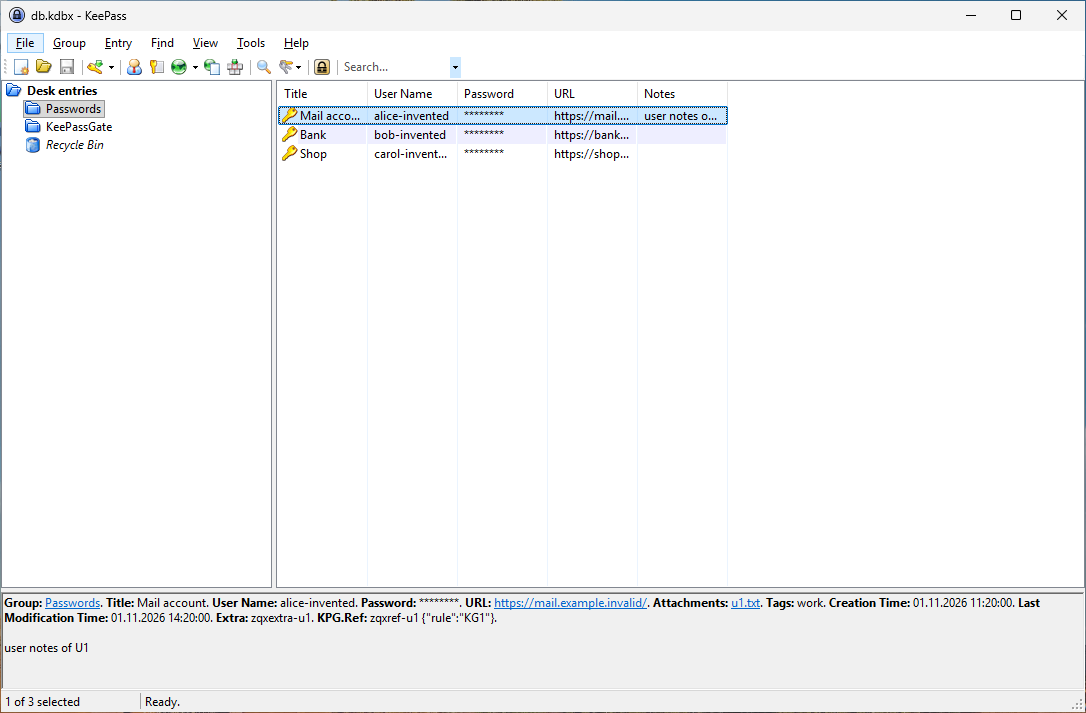 db.kdbx - KeePass
File Group Entry Find View Tools Help
Search...
Desk entries
Passwords
KeePassGate
Recycle Bin
Title User Name Password URL Notes
Mail acco... alice-invented ******** https://mail.... user notes o...
Bank bob-invented ******** https://bank...
Shop carol-invent... ******** https://shop...
Group: Passwords. Title: Mail account. User Name: alice-invented. Password: ********. URL: https://mail.example.invalid/. Attachments: u1.txt. Tags: work. Creation Time: 01.11.2026 11:20:00. Last
Modification Time: 01.11.2026 14:20:00. Extra: zqxextra-u1. KPG.Ref: zqxref-u1 {"rule":"KG1"}.
user notes of U1
1 of 3 selected Ready.